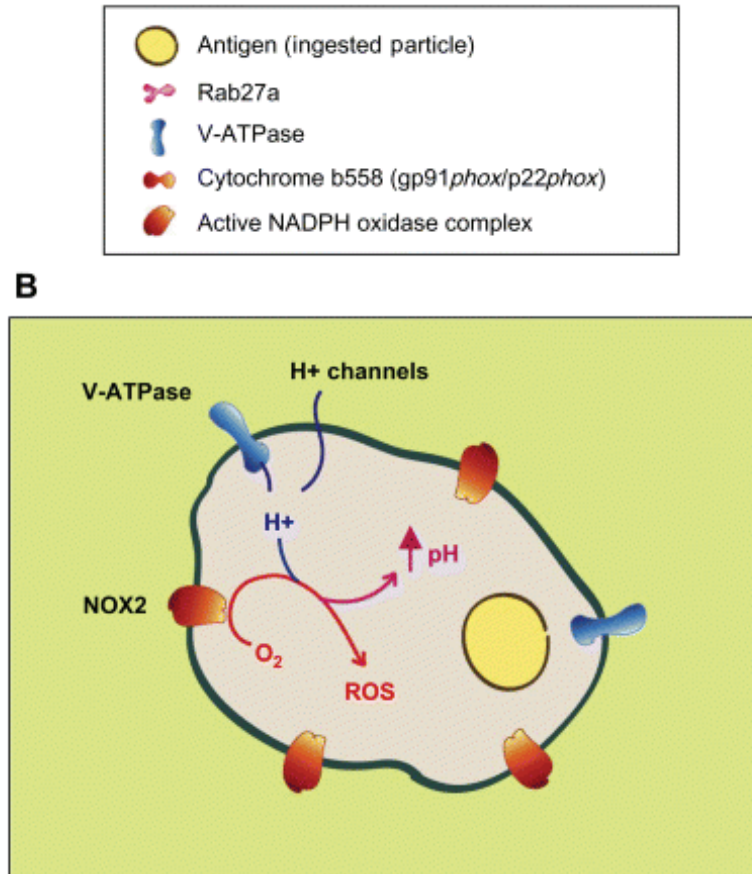 Antigen (ingested particle)
Rab27a
V-ATPase
Cytochrome b558 (gp91phox/p22phox)
Active NADPH oxidase complex
B
H+ channels
V-ATPase
H+
pH
NOX2
O2
ROS